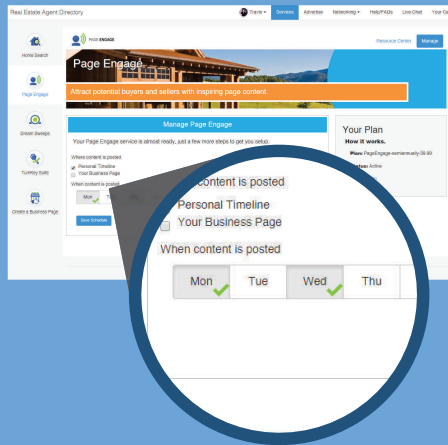 Real Estate Agent Directory
Travis
Services
Advertise
Networking
Help/FAQs
Live Chat
Your
Home Search
PAGE ENGAGE
Resource Center
Manage
Page Engage
Attract potential buyers and sellers with inspiring page content.
Page Engage
Dream Sweeps
Turnkey Suite
Create a Business Page
Manage Page Engage
Your Page Engage service is almost ready, just a few more steps to get you setup.
Where content is posted
Personal Timeline
Your Business Page
When content is posted
Mon
Save Schedule
Your Plan
How it works.
Plan: PageEngage-semiannually-39.99
Status: Active
content is posted
Personal Timeline
Your Business Page
When content is posted
Mon
Tue
Wed
Thu